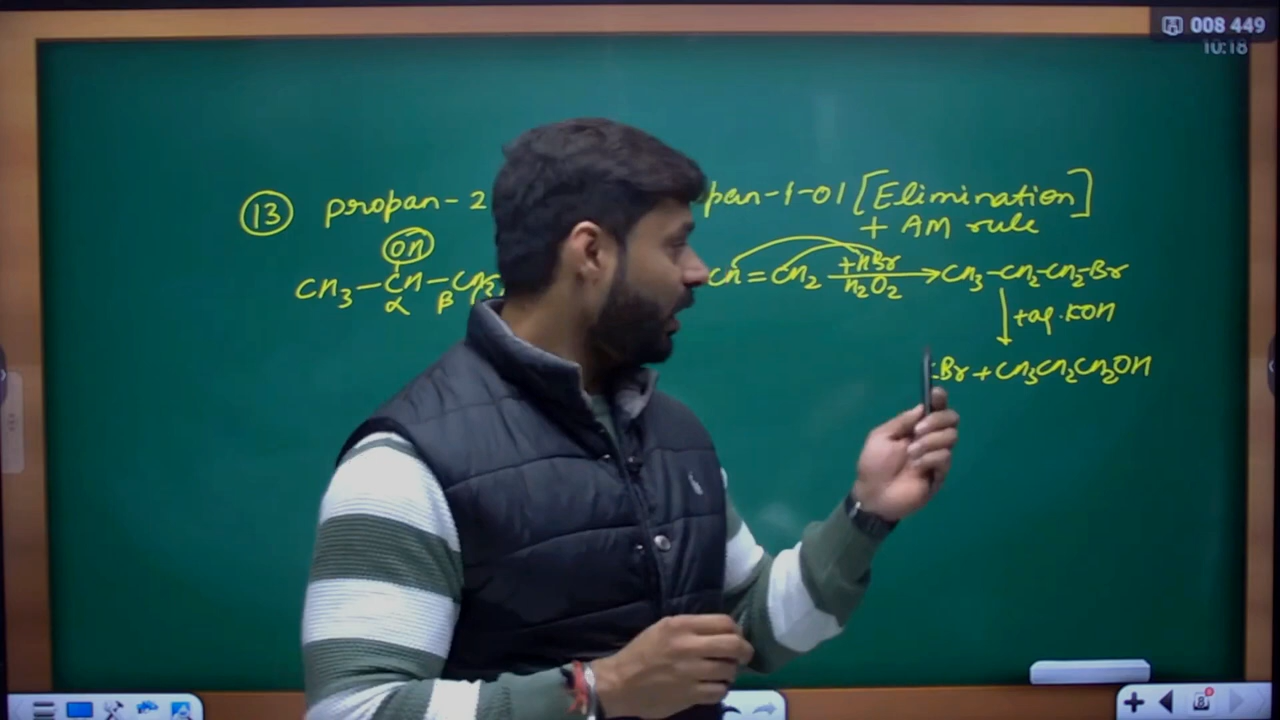 008 449
10:18
(13) propan-2 pan-1-ol [Elimination]
+ AM rule
OH
CH3-CH-CH3 CH=CH2 +HBr/H2O2 → CH3-CH2-CH2-Br
α β
+aq.KOH
Br+CH3CH2CH2OH